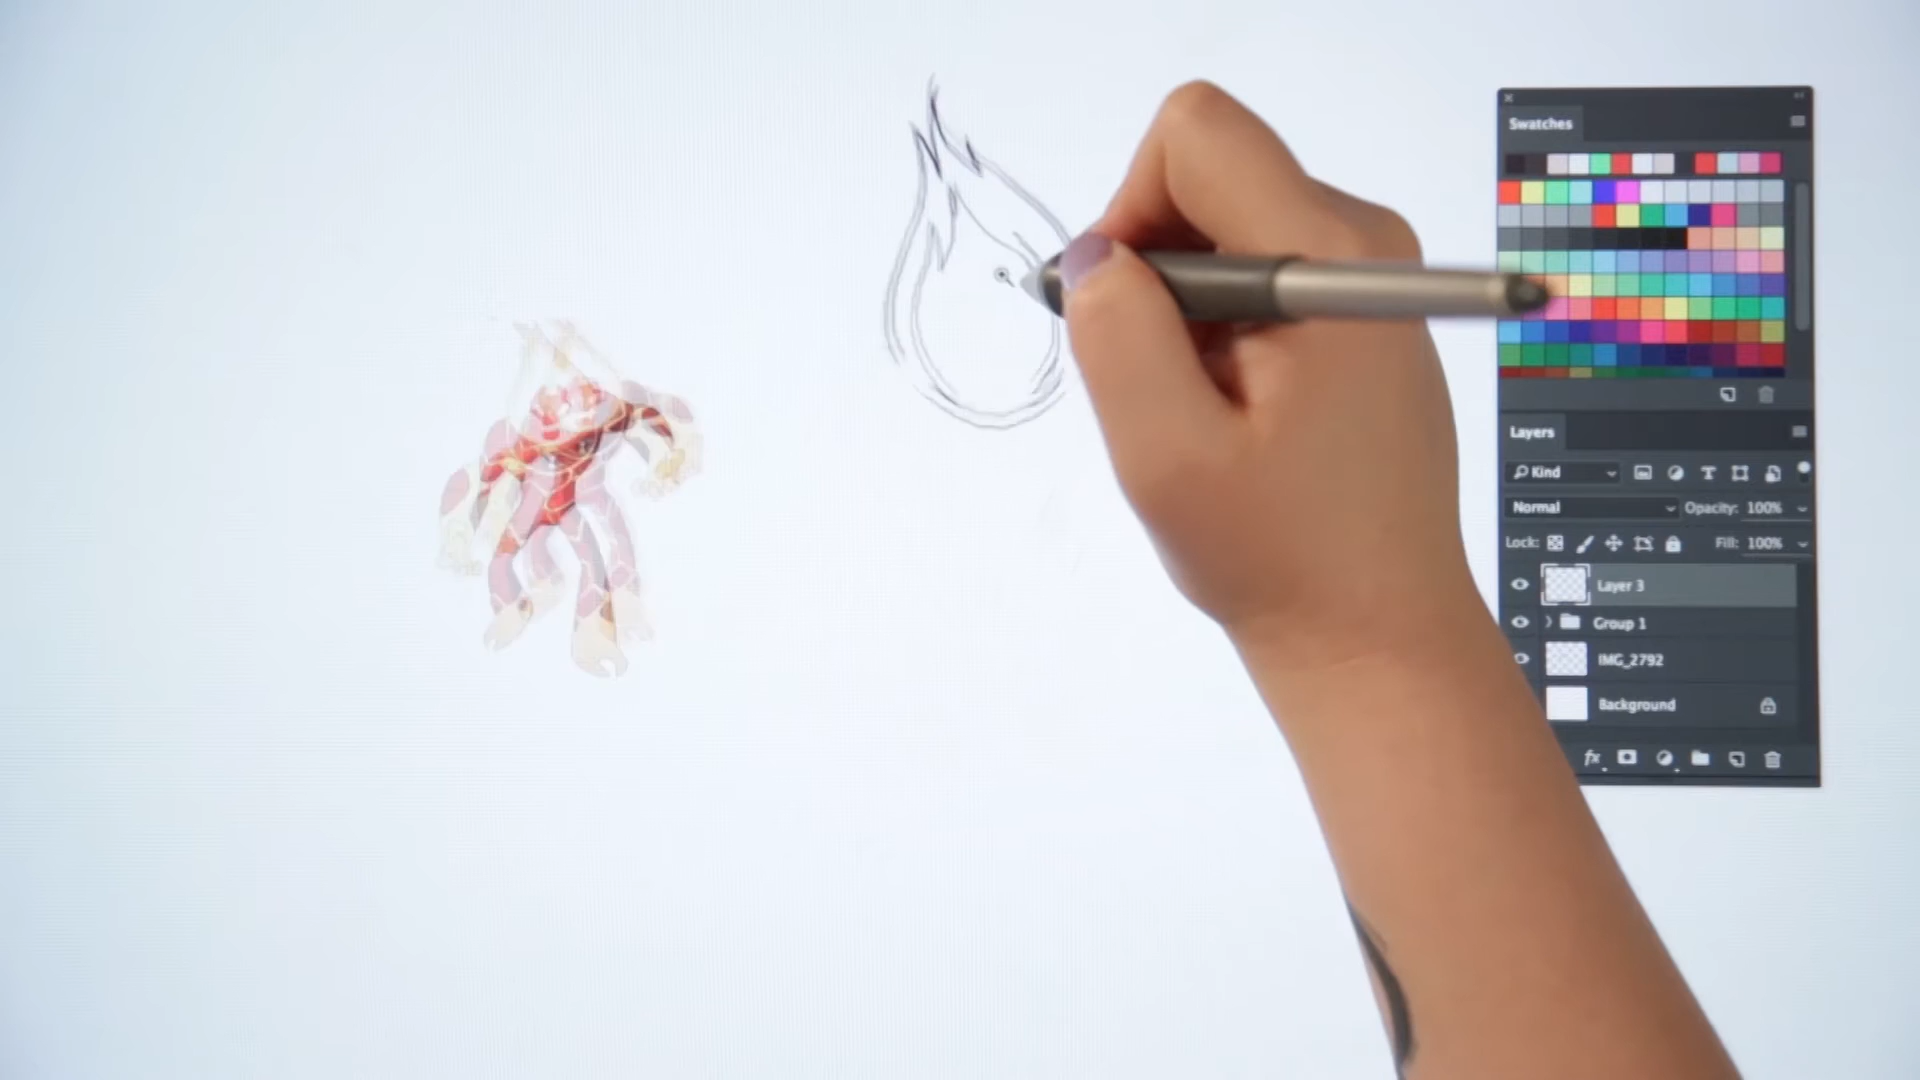 Swatches
Layers
Kind
Normal Opacity: 100%
Lock: Fill: 100%
Layer 3
Group 1
IMG_2792
Background
fx